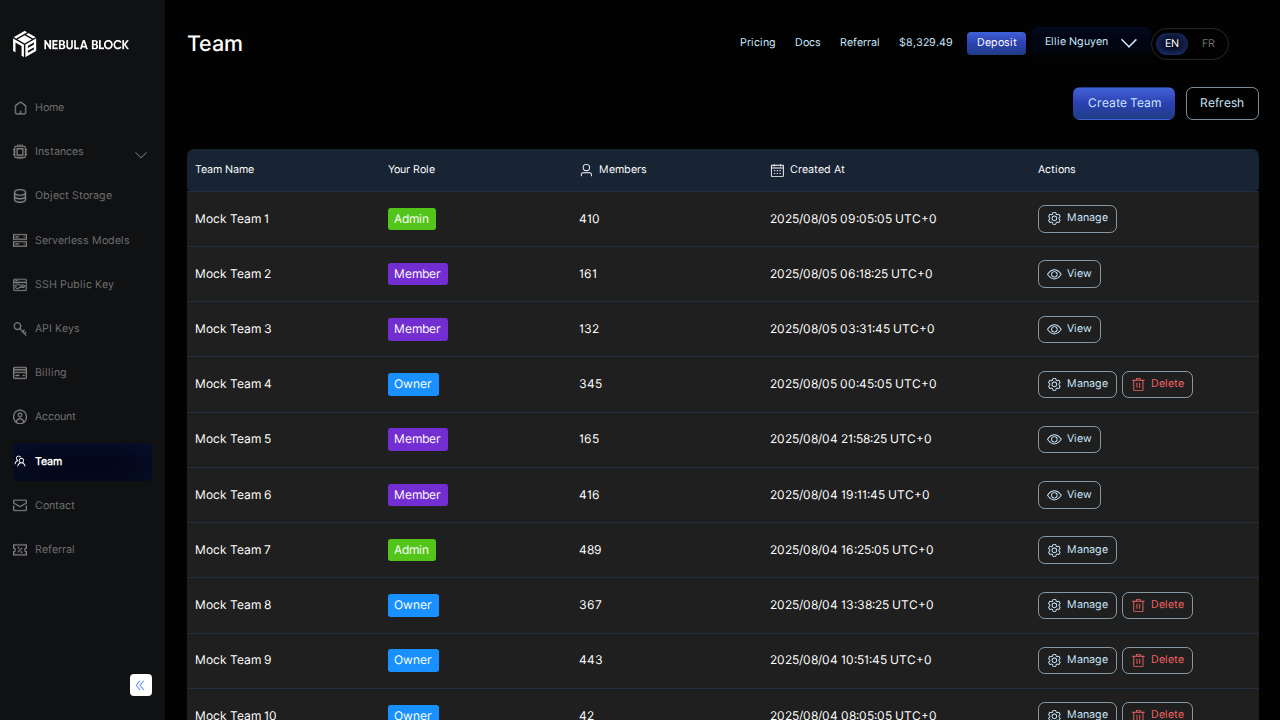 NEBULA BLOCK
Team
Pricing Docs Referral $8,329.49 Deposit Ellie Nguyen EN FR
Create Team Refresh
Home
Instances
Object Storage
Serverless Models
SSH Public Key
API Keys
Billing
Account
Team
Contact
Referral
Team Name Your Role Members Created At Actions
Mock Team 1 Admin 410 2025/08/05 09:05:05 UTC+0 Manage
Mock Team 2 Member 161 2025/08/05 06:18:25 UTC+0 View
Mock Team 3 Member 132 2025/08/05 03:31:45 UTC+0 View
Mock Team 4 Owner 345 2025/08/05 00:45:05 UTC+0 Manage Delete
Mock Team 5 Member 165 2025/08/04 21:58:25 UTC+0 View
Mock Team 6 Member 416 2025/08/04 19:11:45 UTC+0 View
Mock Team 7 Admin 489 2025/08/04 16:25:05 UTC+0 Manage
Mock Team 8 Owner 367 2025/08/04 13:38:25 UTC+0 Manage Delete
Mock Team 9 Owner 443 2025/08/04 10:51:45 UTC+0 Manage Delete
Mock Team 10 Owner 42 2025/08/04 08:05:05 UTC+0 Manage Delete